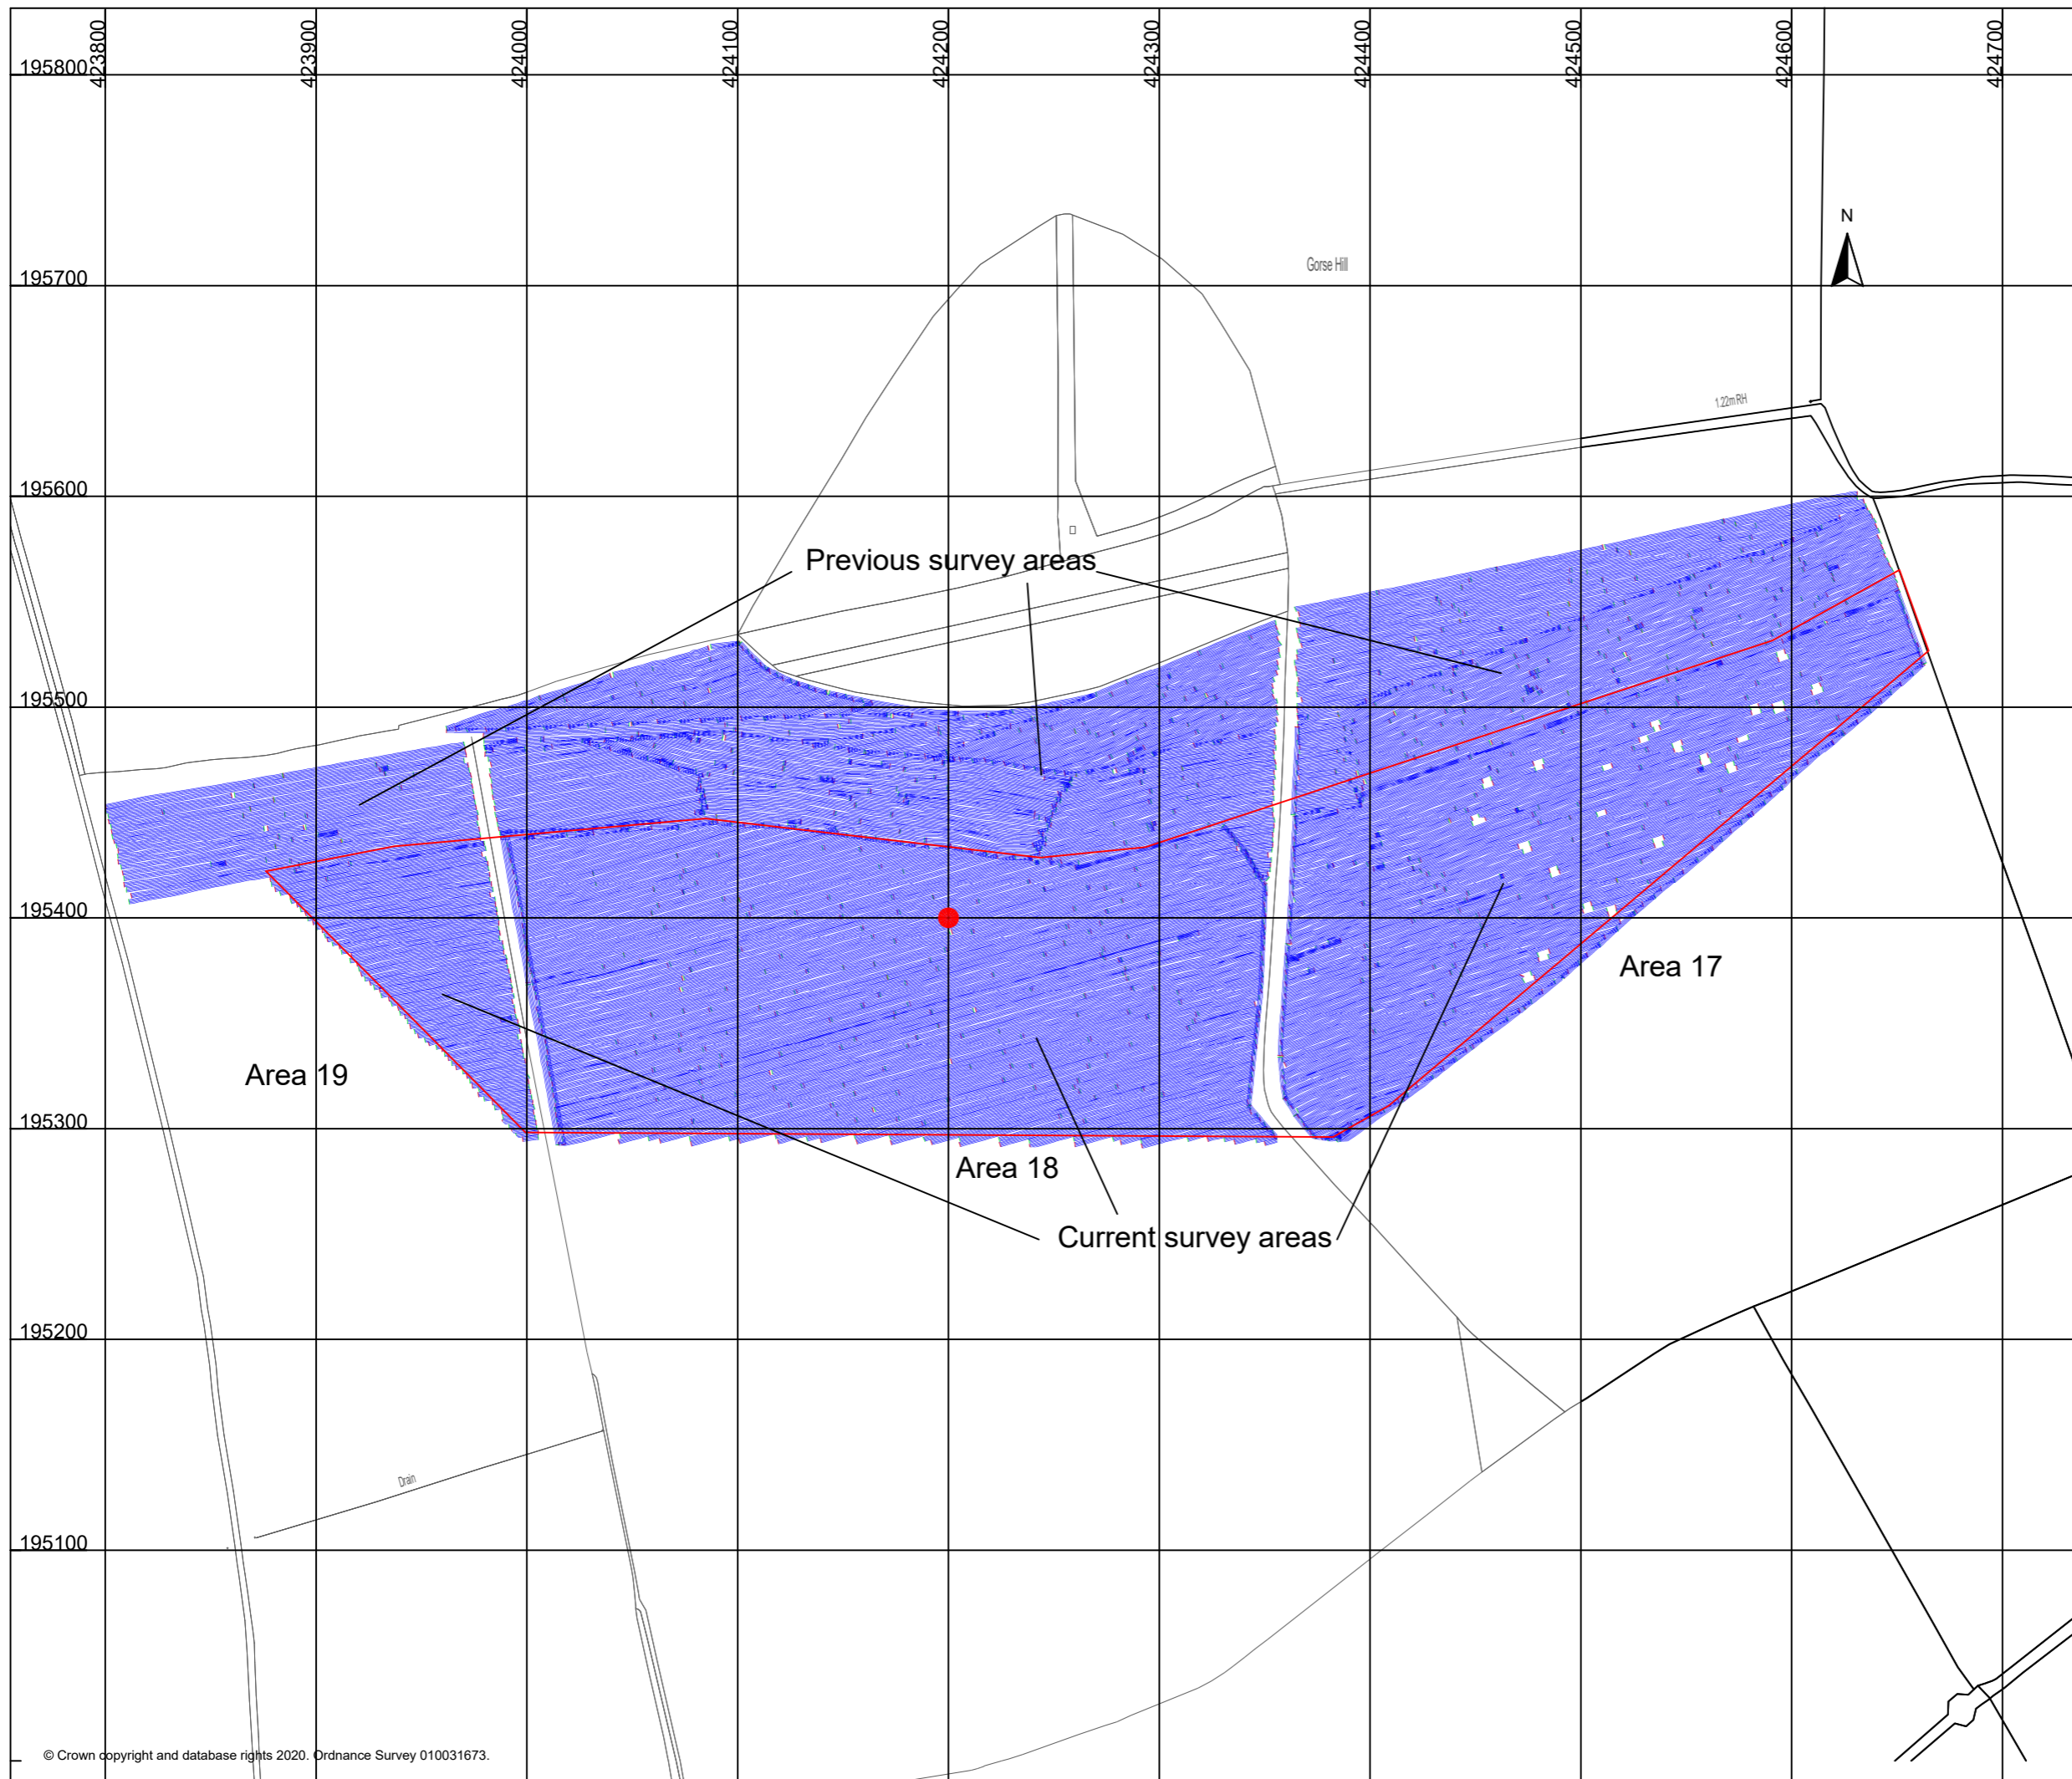 423800
423900
424000
424100
424200
424300
424400
424500
424600
424700
195800
N
Gorse Hill
195700
1.22m RH
195600
Previous survey areas
195500
195400
Area 17
Area 19
195300
Area 18
Current survey areas
195200
Drain
195100
© Crown copyright and database rights 2020. Ordnance Survey 010031673.